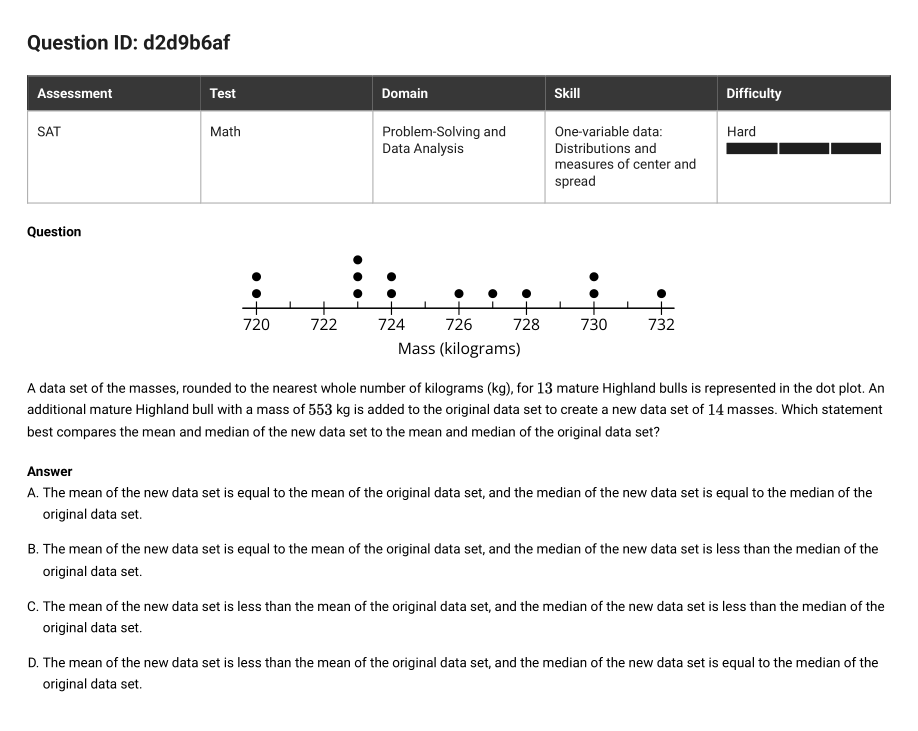 Question ID: d2d9b6af
Assessment Test Domain Skill Difficulty
SAT Math Problem-Solving and Data Analysis One-variable data: Distributions and measures of center and spread Hard
Question
720 722 724 726 728 730 732
Mass (kilograms)
A data set of the masses, rounded to the nearest whole number of kilograms (kg), for 13 mature Highland bulls is represented in the dot plot. An
additional mature Highland bull with a mass of 553 kg is added to the original data set to create a new data set of 14 masses. Which statement
best compares the mean and median of the new data set to the mean and median of the original data set?
Answer
A. The mean of the new data set is equal to the mean of the original data set, and the median of the new data set is equal to the median of the
original data set.
B. The mean of the new data set is equal to the mean of the original data set, and the median of the new data set is less than the median of the
original data set.
C. The mean of the new data set is less than the mean of the original data set, and the median of the new data set is less than the median of the
original data set.
D. The mean of the new data set is less than the mean of the original data set, and the median of the new data set is equal to the median of the
original data set.